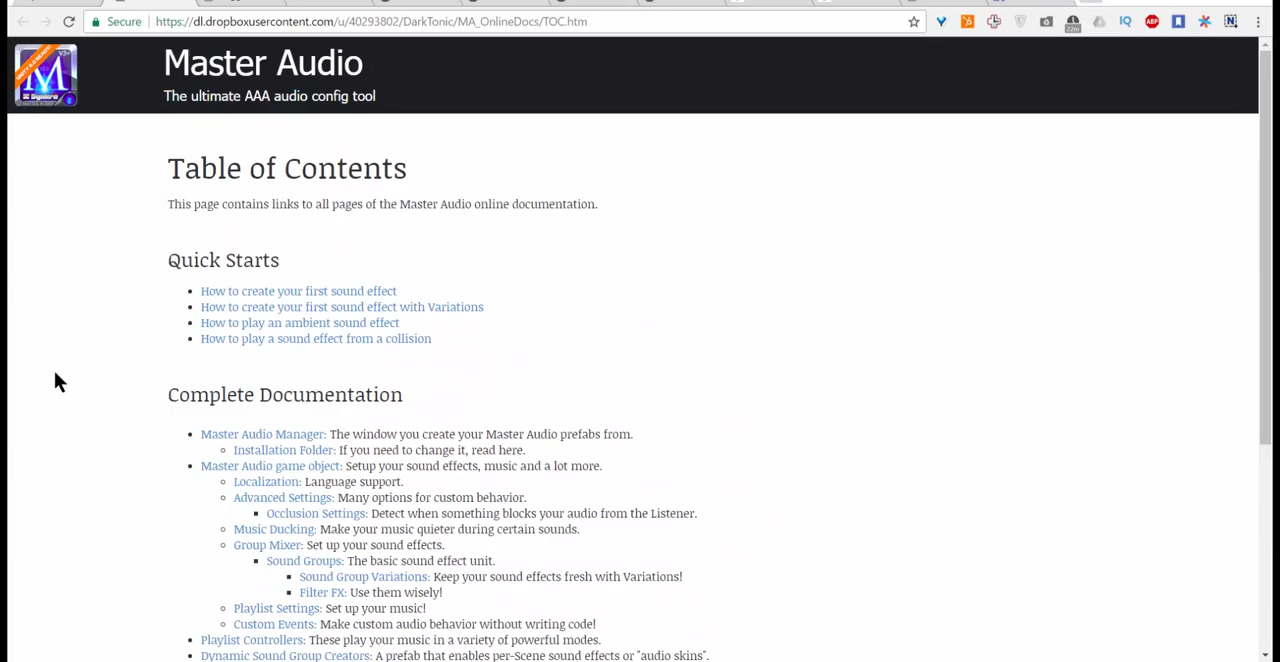 Secure https://dl.dropboxusercontent.com/u/40293802/DarkTonic/MA_OnlineDocs/TOC.htm
IQ ABP
Master Audio
The ultimate AAA audio config tool
Table of Contents
This page contains links to all pages of the Master Audio online documentation.
Quick Starts
• How to create your first sound effect
• How to create your first sound effect with Variations
• How to play an ambient sound effect
• How to play a sound effect from a collision
Complete Documentation
• Master Audio Manager: The window you create your Master Audio prefabs from.
◦ Installation Folder: If you need to change it, read here.
• Master Audio game object: Setup your sound effects, music and a lot more.
◦ Localization: Language support.
◦ Advanced Settings: Many options for custom behavior.
▪ Occlusion Settings: Detect when something blocks your audio from the Listener.
◦ Music Ducking: Make your music quieter during certain sounds.
◦ Group Mixer: Set up your sound effects.
▪ Sound Groups: The basic sound effect unit.
▪ Sound Group Variations: Keep your sound effects fresh with Variations!
▪ Filter FX: Use them wisely!
◦ Playlist Settings: Set up your music!
◦ Custom Events: Make custom audio behavior without writing code!
• Playlist Controllers: These play your music in a variety of powerful modes.
• Dynamic Sound Group Creators: A prefab that enables per-Scene sound effects or "audio skins".